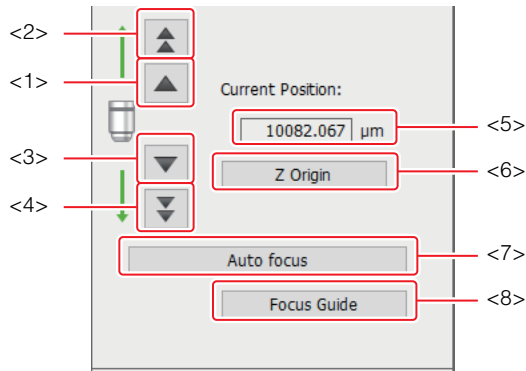 <2>
<1>
Current Position:
10082.067 µm
<5>
<3>
Z Origin
<6>
<4>
Auto focus
<7>
Focus Guide
<8>